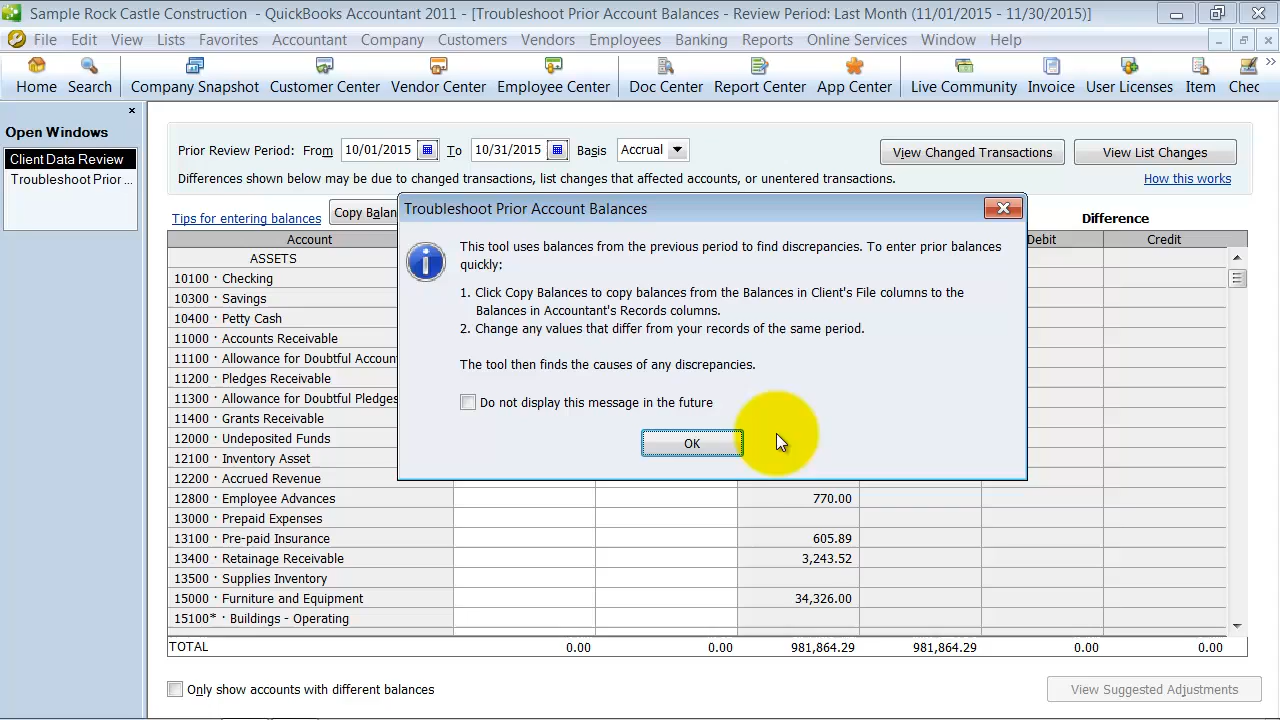 Sample Rock Castle Construction - QuickBooks Accountant 2011 - [Troubleshoot Prior Account Balances - Review Period: Last Month (11/01/2015 - 11/30/2015)]
File Edit View Lists Favorites Accountant Company Customers Vendors Employees Banking Reports Online Services Window Help
Home Search Company Snapshot Customer Center Vendor Center Employee Center Doc Center Report Center App Center Live Community Invoice User Licenses Item Chec
Open Windows
Client Data Review
Troubleshoot Prior ...
Prior Review Period: From 10/01/2015 To 10/31/2015 Basis Accrual View Changed Transactions View List Changes
Differences shown below may be due to changed transactions, list changes that affected accounts, or unentered transactions. How this works
Tips for entering balances Copy Balan
Difference
Account Debit Credit
Troubleshoot Prior Account Balances
This tool uses balances from the previous period to find discrepancies. To enter prior balances
quickly:
1. Click Copy Balances to copy balances from the Balances in Client's File columns to the
Balances in Accountant's Records columns.
2. Change any values that differ from your records of the same period.
The tool then finds the causes of any discrepancies.
Do not display this message in the future
OK
ASSETS
10100 · Checking
10300 · Savings
10400 · Petty Cash
11000 · Accounts Receivable
11100 · Allowance for Doubtful Accoun
11200 · Pledges Receivable
11300 · Allowance for Doubtful Pledges
11400 · Grants Receivable
12000 · Undeposited Funds
12100 · Inventory Asset
12200 · Accrued Revenue
12800 · Employee Advances 770.00
13000 · Prepaid Expenses
13100 · Pre-paid Insurance 605.89
13400 · Retainage Receivable 3,243.52
13500 · Supplies Inventory
15000 · Furniture and Equipment 34,326.00
15100* · Buildings - Operating
TOTAL 0.00 0.00 981,864.29 981,864.29 0.00 0.00
Only show accounts with different balances View Suggested Adjustments